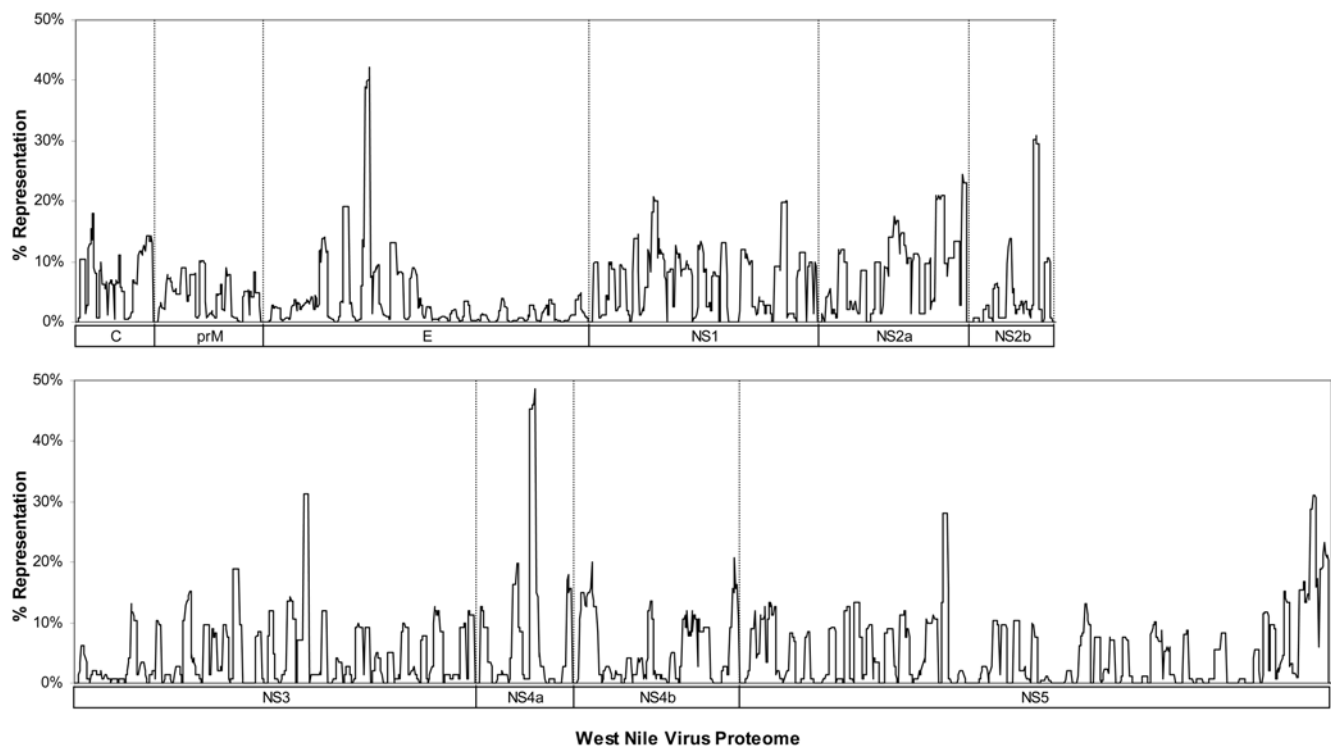 50%
40%
30%
20%
10%
0%
% Representation
C prM E NS1 NS2a NS2b
50%
40%
30%
20%
10%
0%
% Representation
NS3 NS4a NS4b NS5
West Nile Virus Proteome